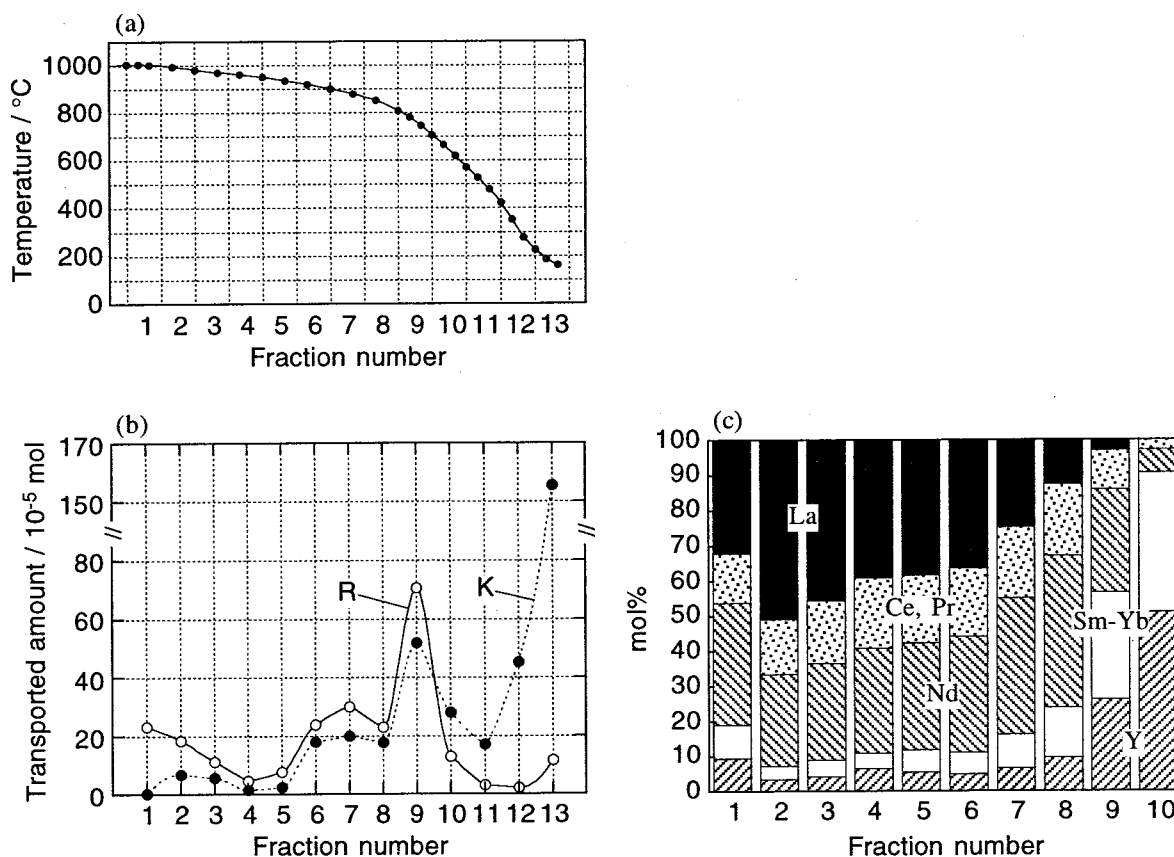 (a)
Temperature / °C
1000
800
600
400
200
0
1 2 3 4 5 6 7 8 9 10 11 12 13
Fraction number
(b)
Transported amount / 10⁻⁵ mol
170
150
80
60
40
20
0
R
K
1 2 3 4 5 6 7 8 9 10 11 12 13
Fraction number
(c)
mol%
100
90
80
70
60
50
40
30
20
10
0
La
Ce, Pr
Nd
Sm-Yb
Y
1 2 3 4 5 6 7 8 9 10
Fraction number